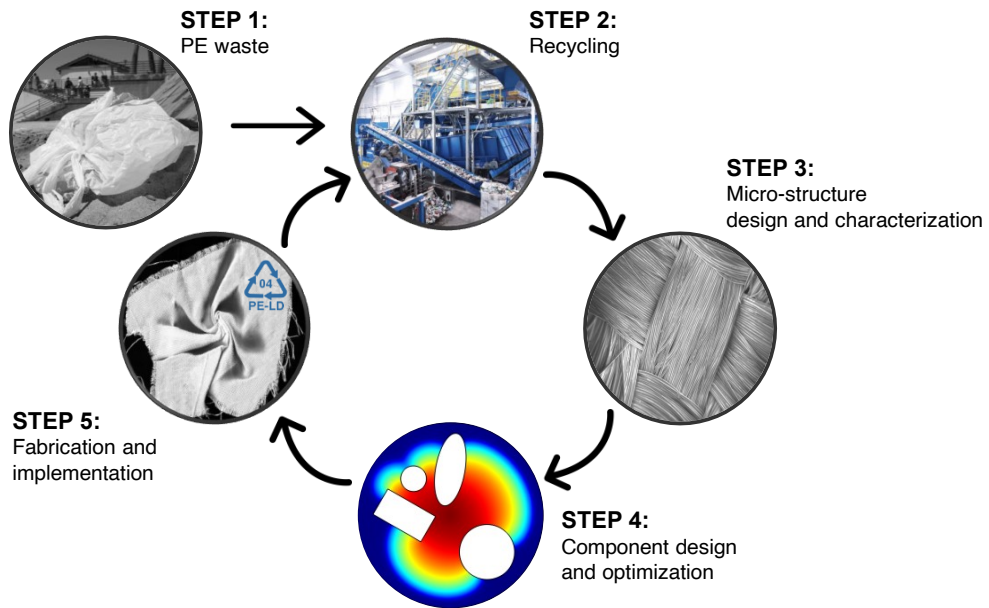 STEP 1:
PE waste
STEP 2:
Recycling
STEP 3:
Micro-structure
design and characterization
04
PE-LD
STEP 5:
Fabrication and
implementation
STEP 4:
Component design
and optimization